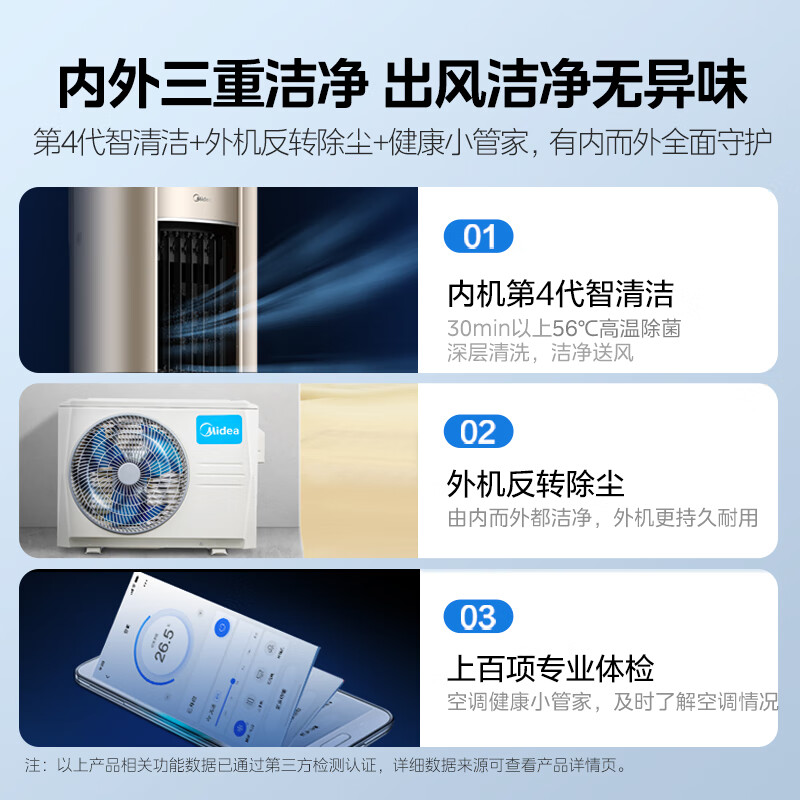 内外三重洁净 出风洁净无异味
第4代智清洁+外机反转除尘+健康小管家，有内而外全面守护
Midea
01
内机第4代智清洁
30min以上56℃高温除菌
深层清洗，洁净送风
Midea
02
外机反转除尘
由内而外都洁净，外机更持久耐用
26.5
03
上百项专业体检
空调健康小管家，及时了解空调情况
注：以上产品相关功能数据已通过第三方检测认证，详细数据来源可查看产品详情页。